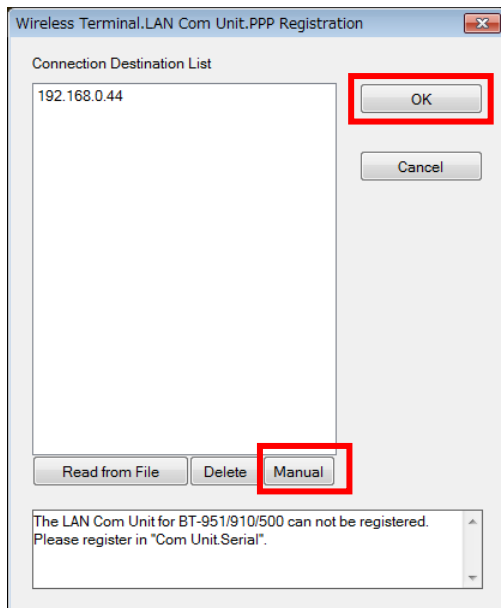 Wireless Terminal.LAN Com Unit.PPP Registration
Connection Destination List
192.168.0.44
OK
Cancel
Read from File
Delete
Manual
The LAN Com Unit for BT-951/910/500 can not be registered.
Please register in "Com Unit.Serial".